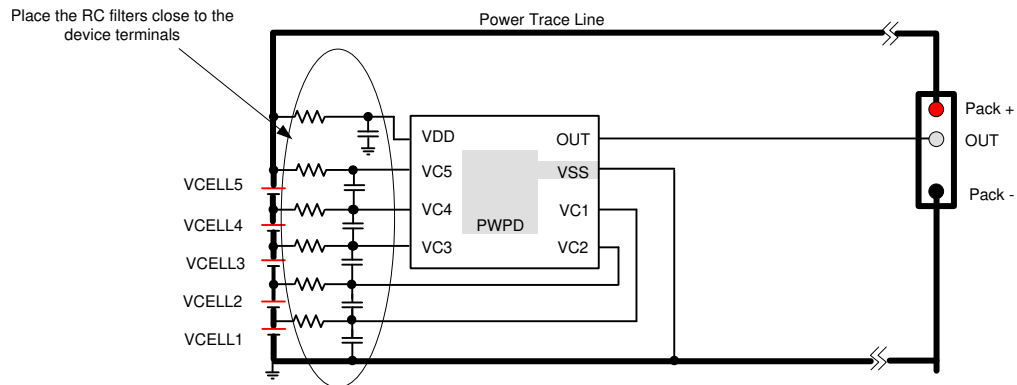 Place the RC filters close to the
device terminals
Power Trace Line
Pack +
OUT
Pack -
VDD
VC5
VC4
VC3
OUT
VSS
VC1
VC2
PWPD
VCELL5
VCELL4
VCELL3
VCELL2
VCELL1